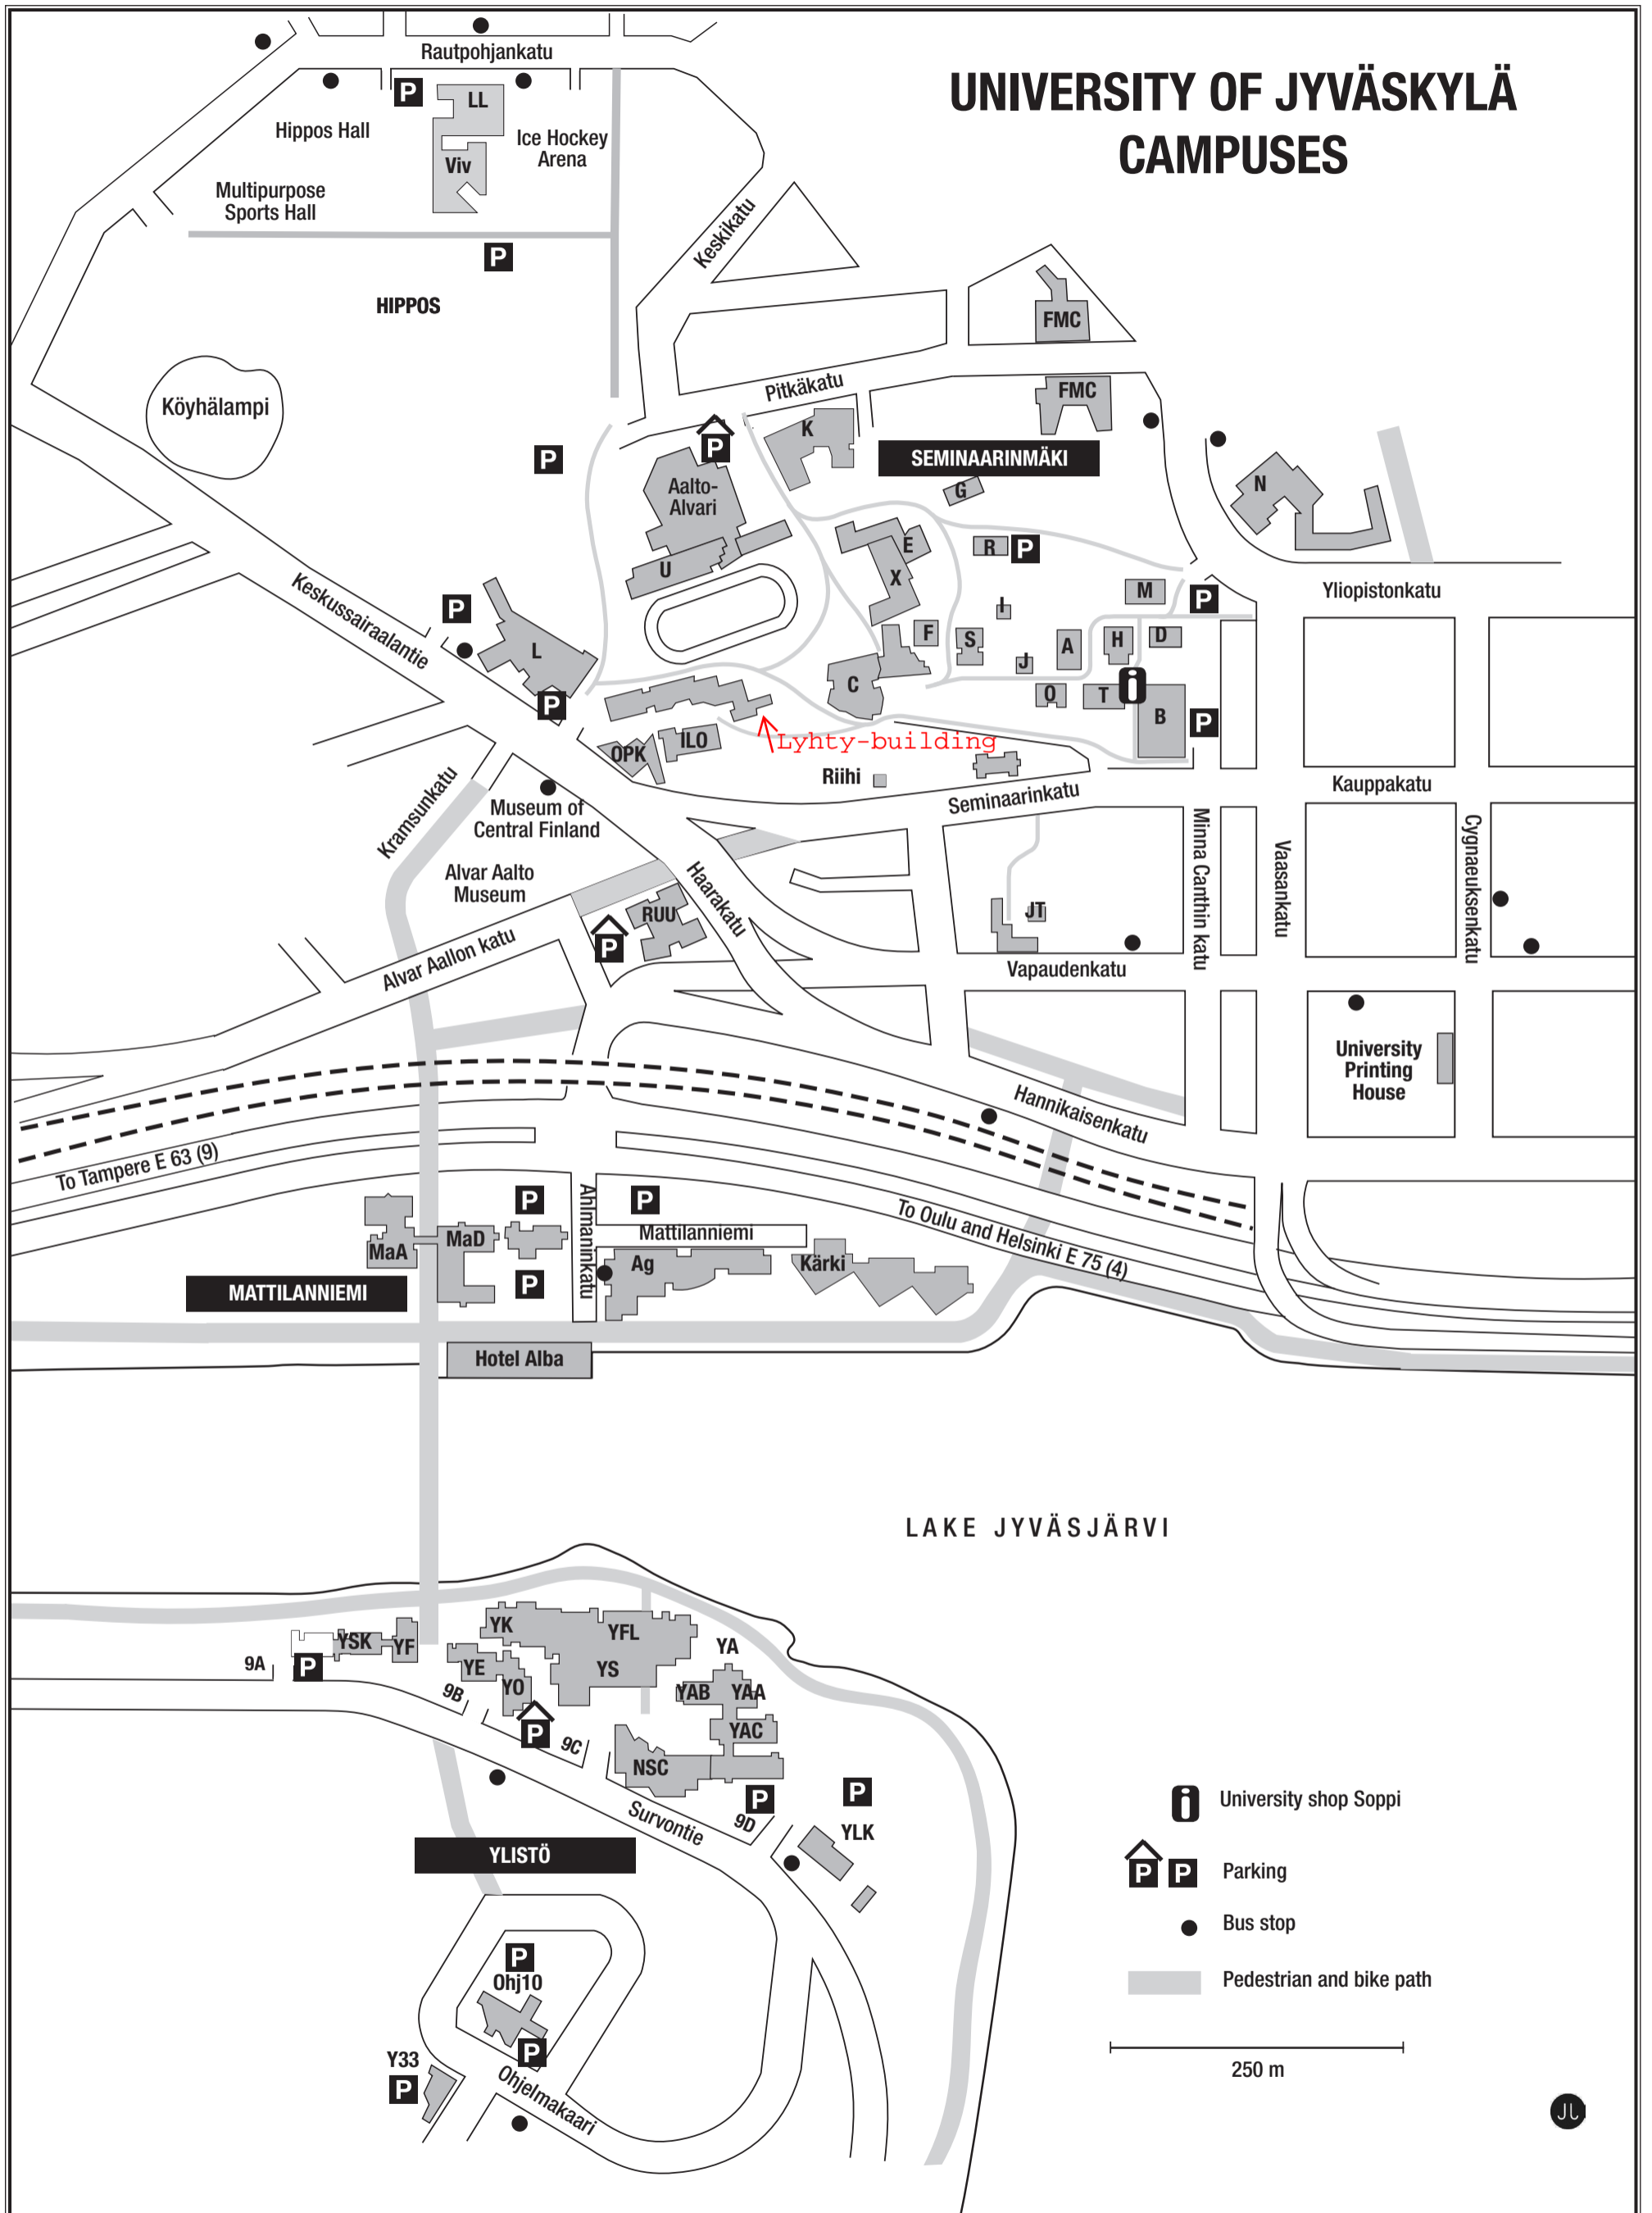 UNIVERSITY OF JYVÄSKYLÄ
CAMPUSES
Rautpohjankatu
P
LL
Hippos Hall
Ice Hockey
Arena
Viv
Multipurpose
Sports Hall
P
HIPPOS
Keskikatu
FMC
Köyhälampi
Pitkäkatu
FMC
K
P
P
SEMINAARINMÄKI
Aalto-
Alvari
G
N
E
R
P
U
X
M
P
Yliopistonkatu
I
Keskussairaalantie
P
L
F
S
J
A
H
D
C
O
T
i
B
P
P
Lyhty-building
OPK
ILO
Riihi
Seminaarinkatu
Kauppakatu
Kramsunkatu
Museum of
Central Finland
Alvar Aalto
Museum
Haarakatu
Minna Canthin katu
Vaasankatu
Cygnaeuksenkatu
RUU
P
JT
Alvar Aallon katu
Vapaudenkatu
University
Printing
House
Hannikaisenkatu
To Tampere E 63 (9)
To Oulu and Helsinki E 75 (4)
P
Ahlmaninkatu
P
Mattilanniemi
MaA
MaD
P
Ag
Kärki
MATTILANNIEMI
Hotel Alba
LAKE JYVÄSJÄRVI
YK
YFL
YSK
YF
YA
9A
P
YE
YS
YO
YAB
YAA
9B
P
9C
YAC
NSC
P
P
Survontie
9D
YLK
YLISTÖ
P
Ohj10
P
Y33
P
Ohjelmakaari
i
University shop Soppi
P
P
Parking
Bus stop
Pedestrian and bike path
250 m
JL